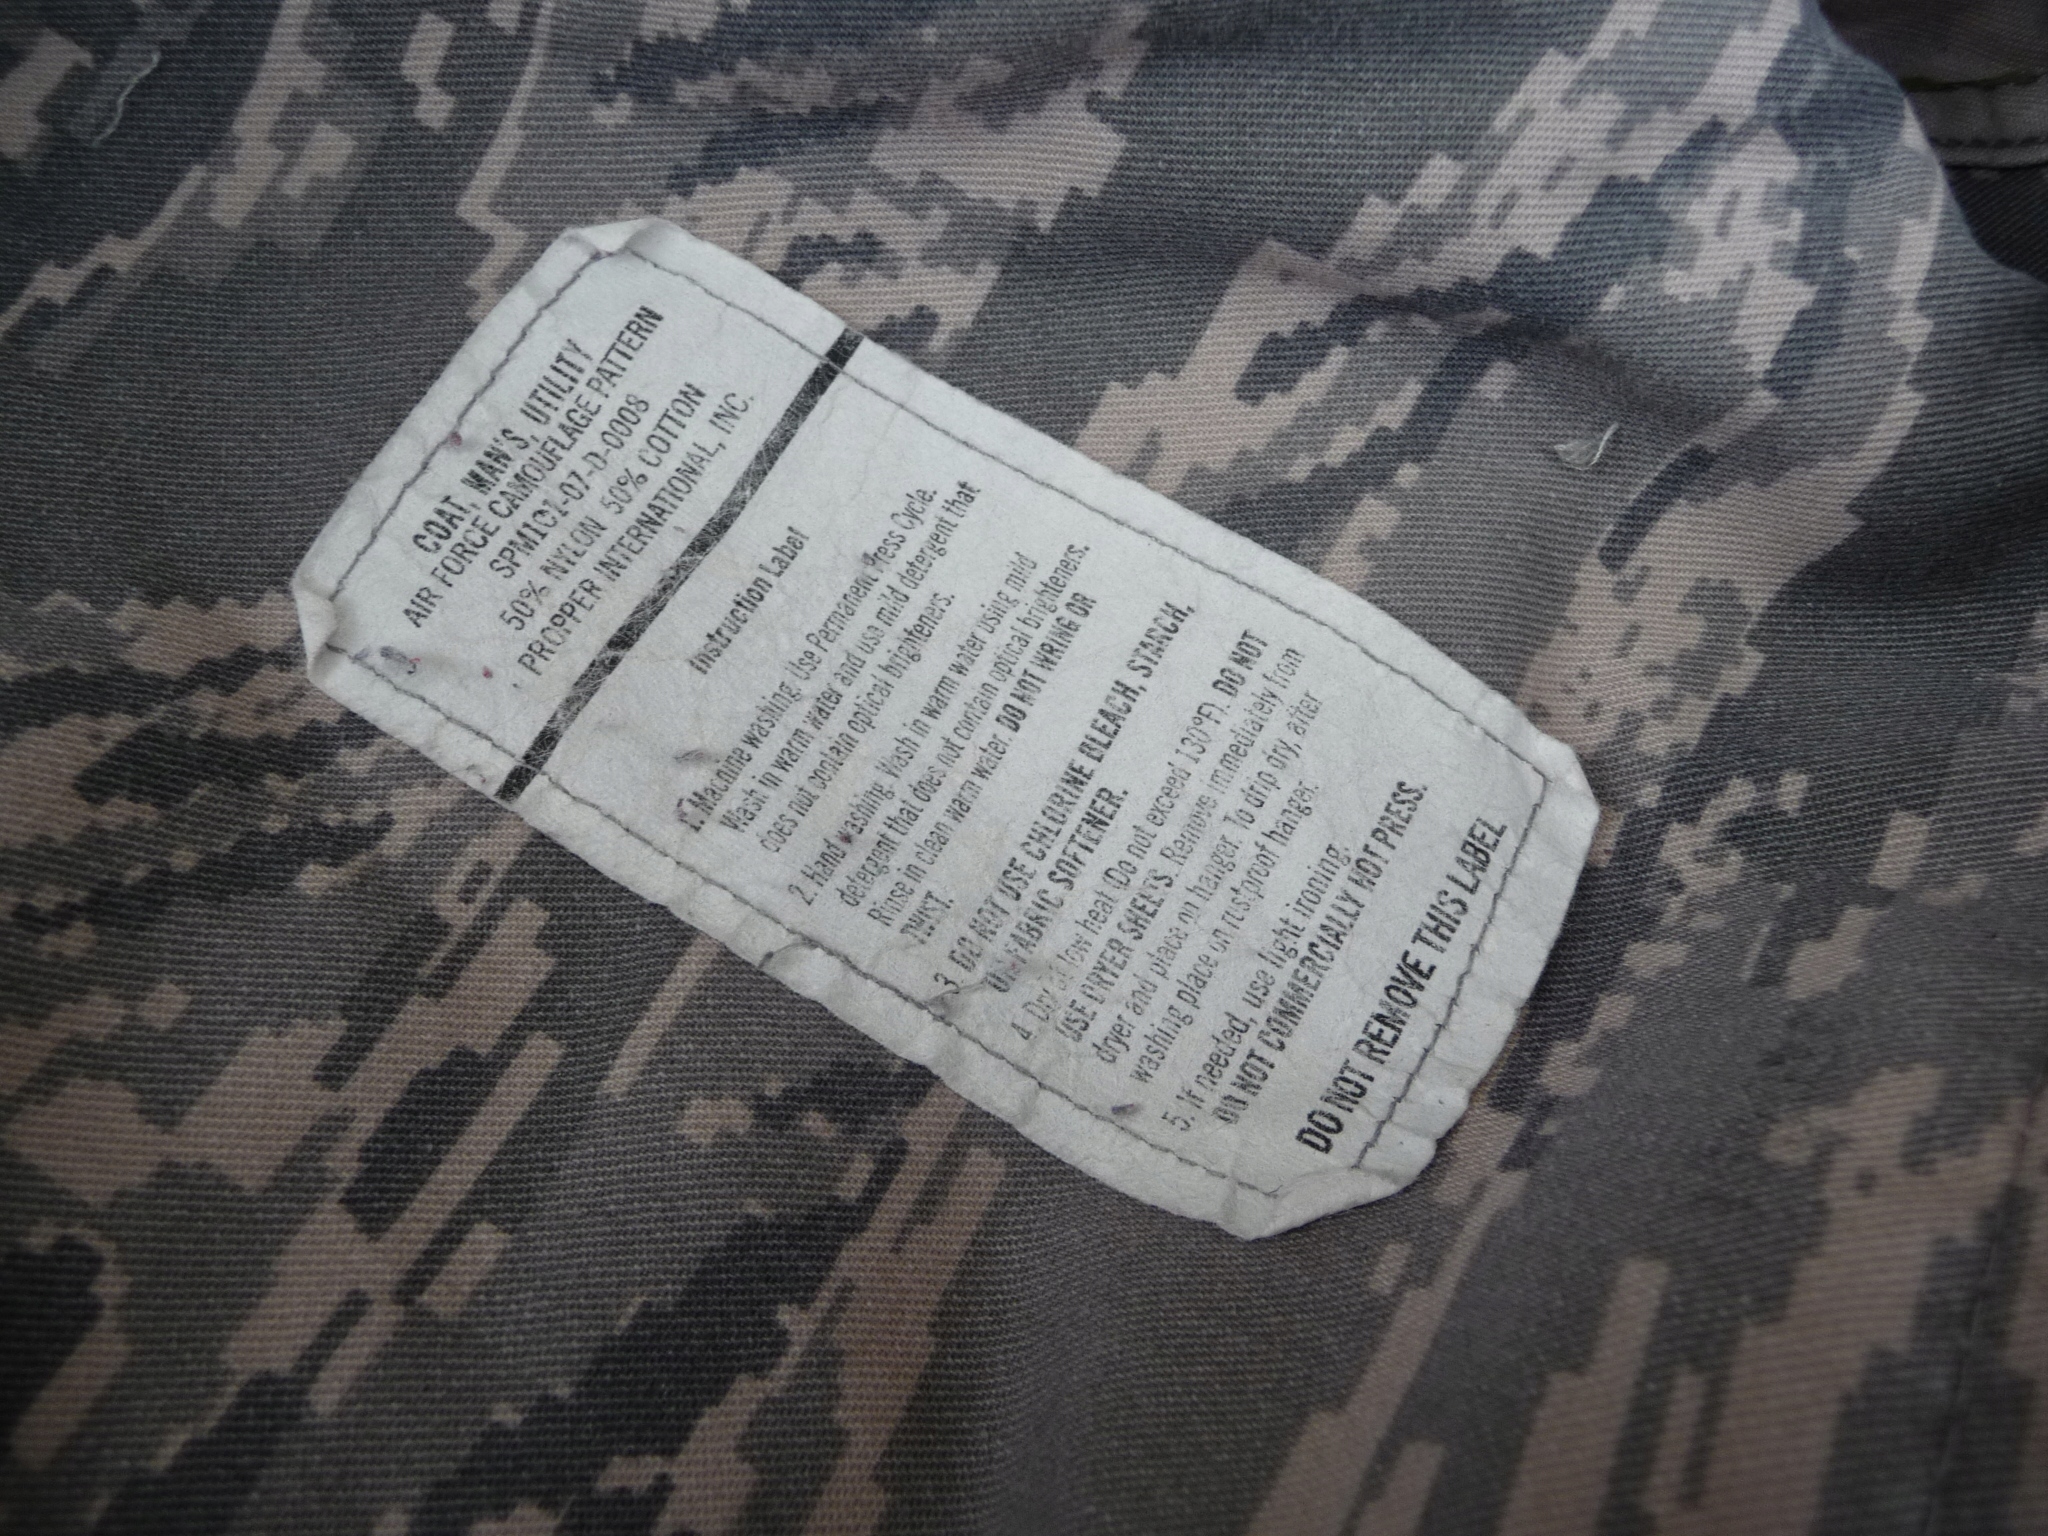 COAT, MAN'S, UTILITY
AIR FORCE CAMOUFLAGE PATTERN
SPM1C1-07-D-0008
50% NYLON 50% COTTON
PROPPER INTERNATIONAL, INC.
Instruction Label
1. Machine washing. Use Permanent Press Cycle.
Wash in warm water and use mild detergent that
does not contain optical brighteners.
2. Hand washing. Wash in warm water using mild
detergent that does not contain optical brighteners.
Rinse in clean warm water. DO NOT WRING OR
TWIST.
3. DO NOT USE CHLORINE BLEACH, STARCH,
OR FABRIC SOFTENER.
4. Dry at low heat (Do not exceed 130°F). DO NOT
USE DRYER SHEETS. Remove immediately from
dryer and place on hanger. To drip dry, after
washing place on rustproof hanger.
5. If needed, use light ironing.
DO NOT COMMERCIALLY HOT PRESS.
DO NOT REMOVE THIS LABEL